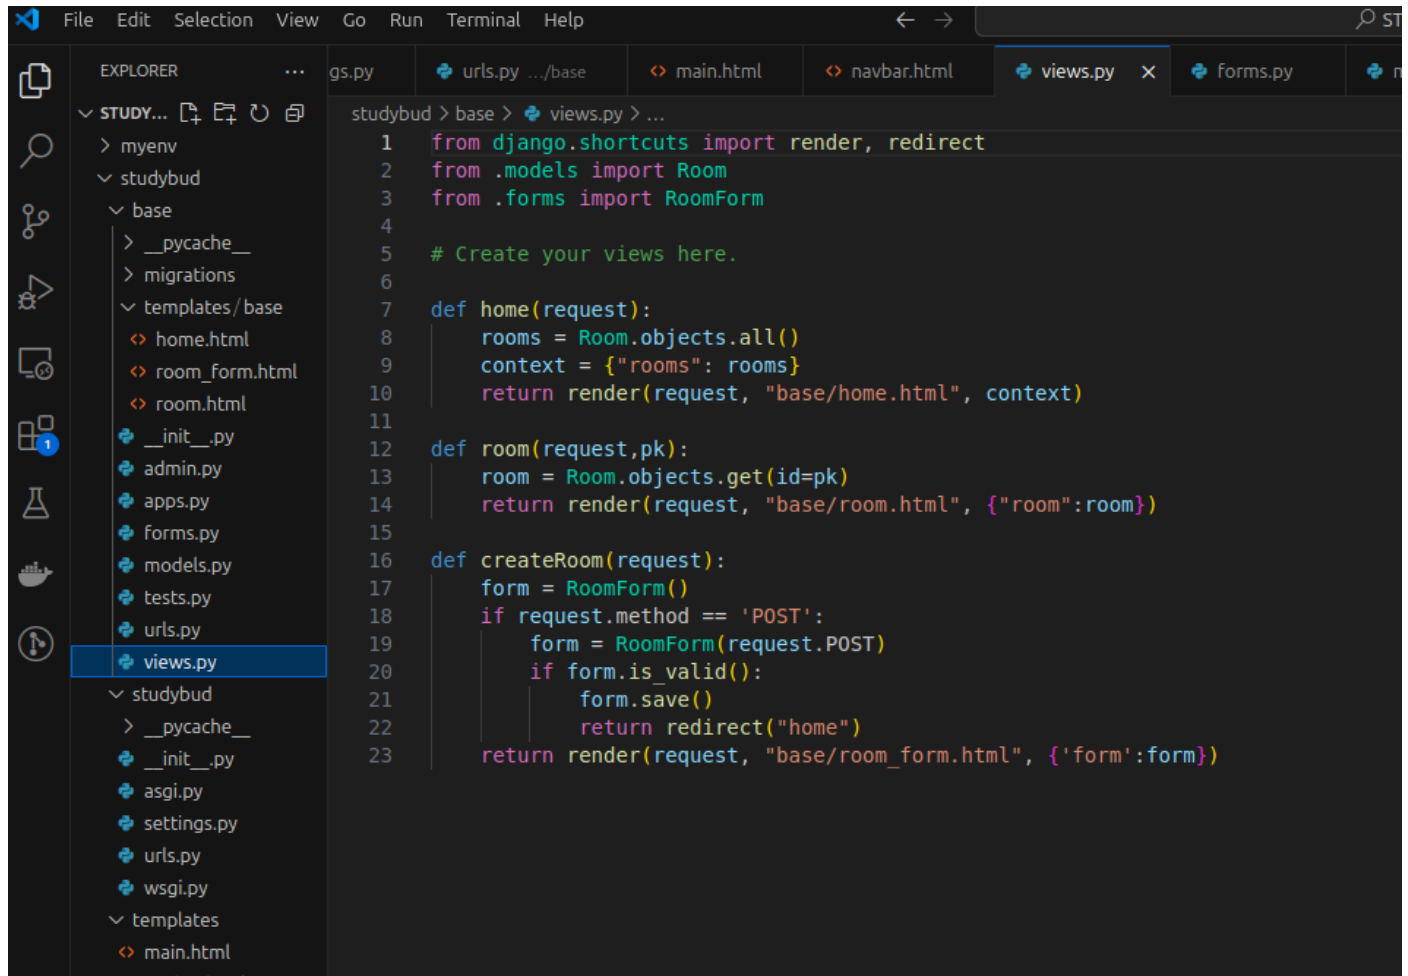 File Edit Selection View Go Run Terminal Help
EXPLORER
gs.py
urls.py .../base
main.html
navbar.html
views.py
forms.py
STUDY...
studybud > base > views.py > ...
myenv
studybud
base
__pycache__
migrations
templates/base
home.html
room_form.html
room.html
__init__.py
admin.py
apps.py
forms.py
models.py
tests.py
urls.py
views.py
studybud
__pycache__
__init__.py
asgi.py
settings.py
urls.py
wsgi.py
templates
main.html
1
1 from django.shortcuts import render, redirect
2 from .models import Room
3 from .forms import RoomForm
4
5 # Create your views here.
6
7 def home(request):
8     rooms = Room.objects.all()
9     context = {"rooms": rooms}
10     return render(request, "base/home.html", context)
11
12 def room(request,pk):
13     room = Room.objects.get(id=pk)
14     return render(request, "base/room.html", {"room":room})
15
16 def createRoom(request):
17     form = RoomForm()
18     if request.method == 'POST':
19         form = RoomForm(request.POST)
20         if form.is_valid():
21             form.save()
22             return redirect("home")
23     return render(request, "base/room_form.html", {'form':form})